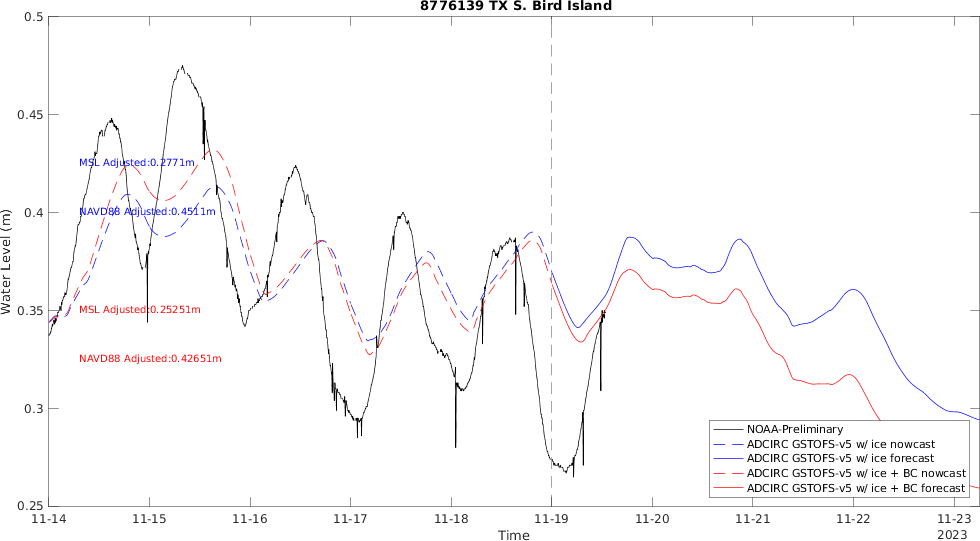 8776139 TX S. Bird Island
0.5
0.45
0.4
0.35
0.3
0.25
Water Level (m)
MSL Adjusted:0.2771m
NAVD88 Adjusted:0.4511m
MSL Adjusted:0.25251m
NAVD88 Adjusted:0.42651m
NOAA-Preliminary
ADCIRC GSTOFS-v5 w/ ice nowcast
ADCIRC GSTOFS-v5 w/ ice forecast
ADCIRC GSTOFS-v5 w/ ice + BC nowcast
ADCIRC GSTOFS-v5 w/ ice + BC forecast
11-14 11-15 11-16 11-17 11-18 11-19 11-20 11-21 11-22 11-23
Time
2023